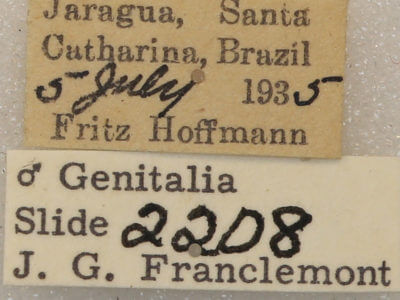 Jaragua, Santa
Catharina, Brazil
5 July 1935
Fritz Hoffmann
♂ Genitalia
Slide 2208
J. G. Franclemont